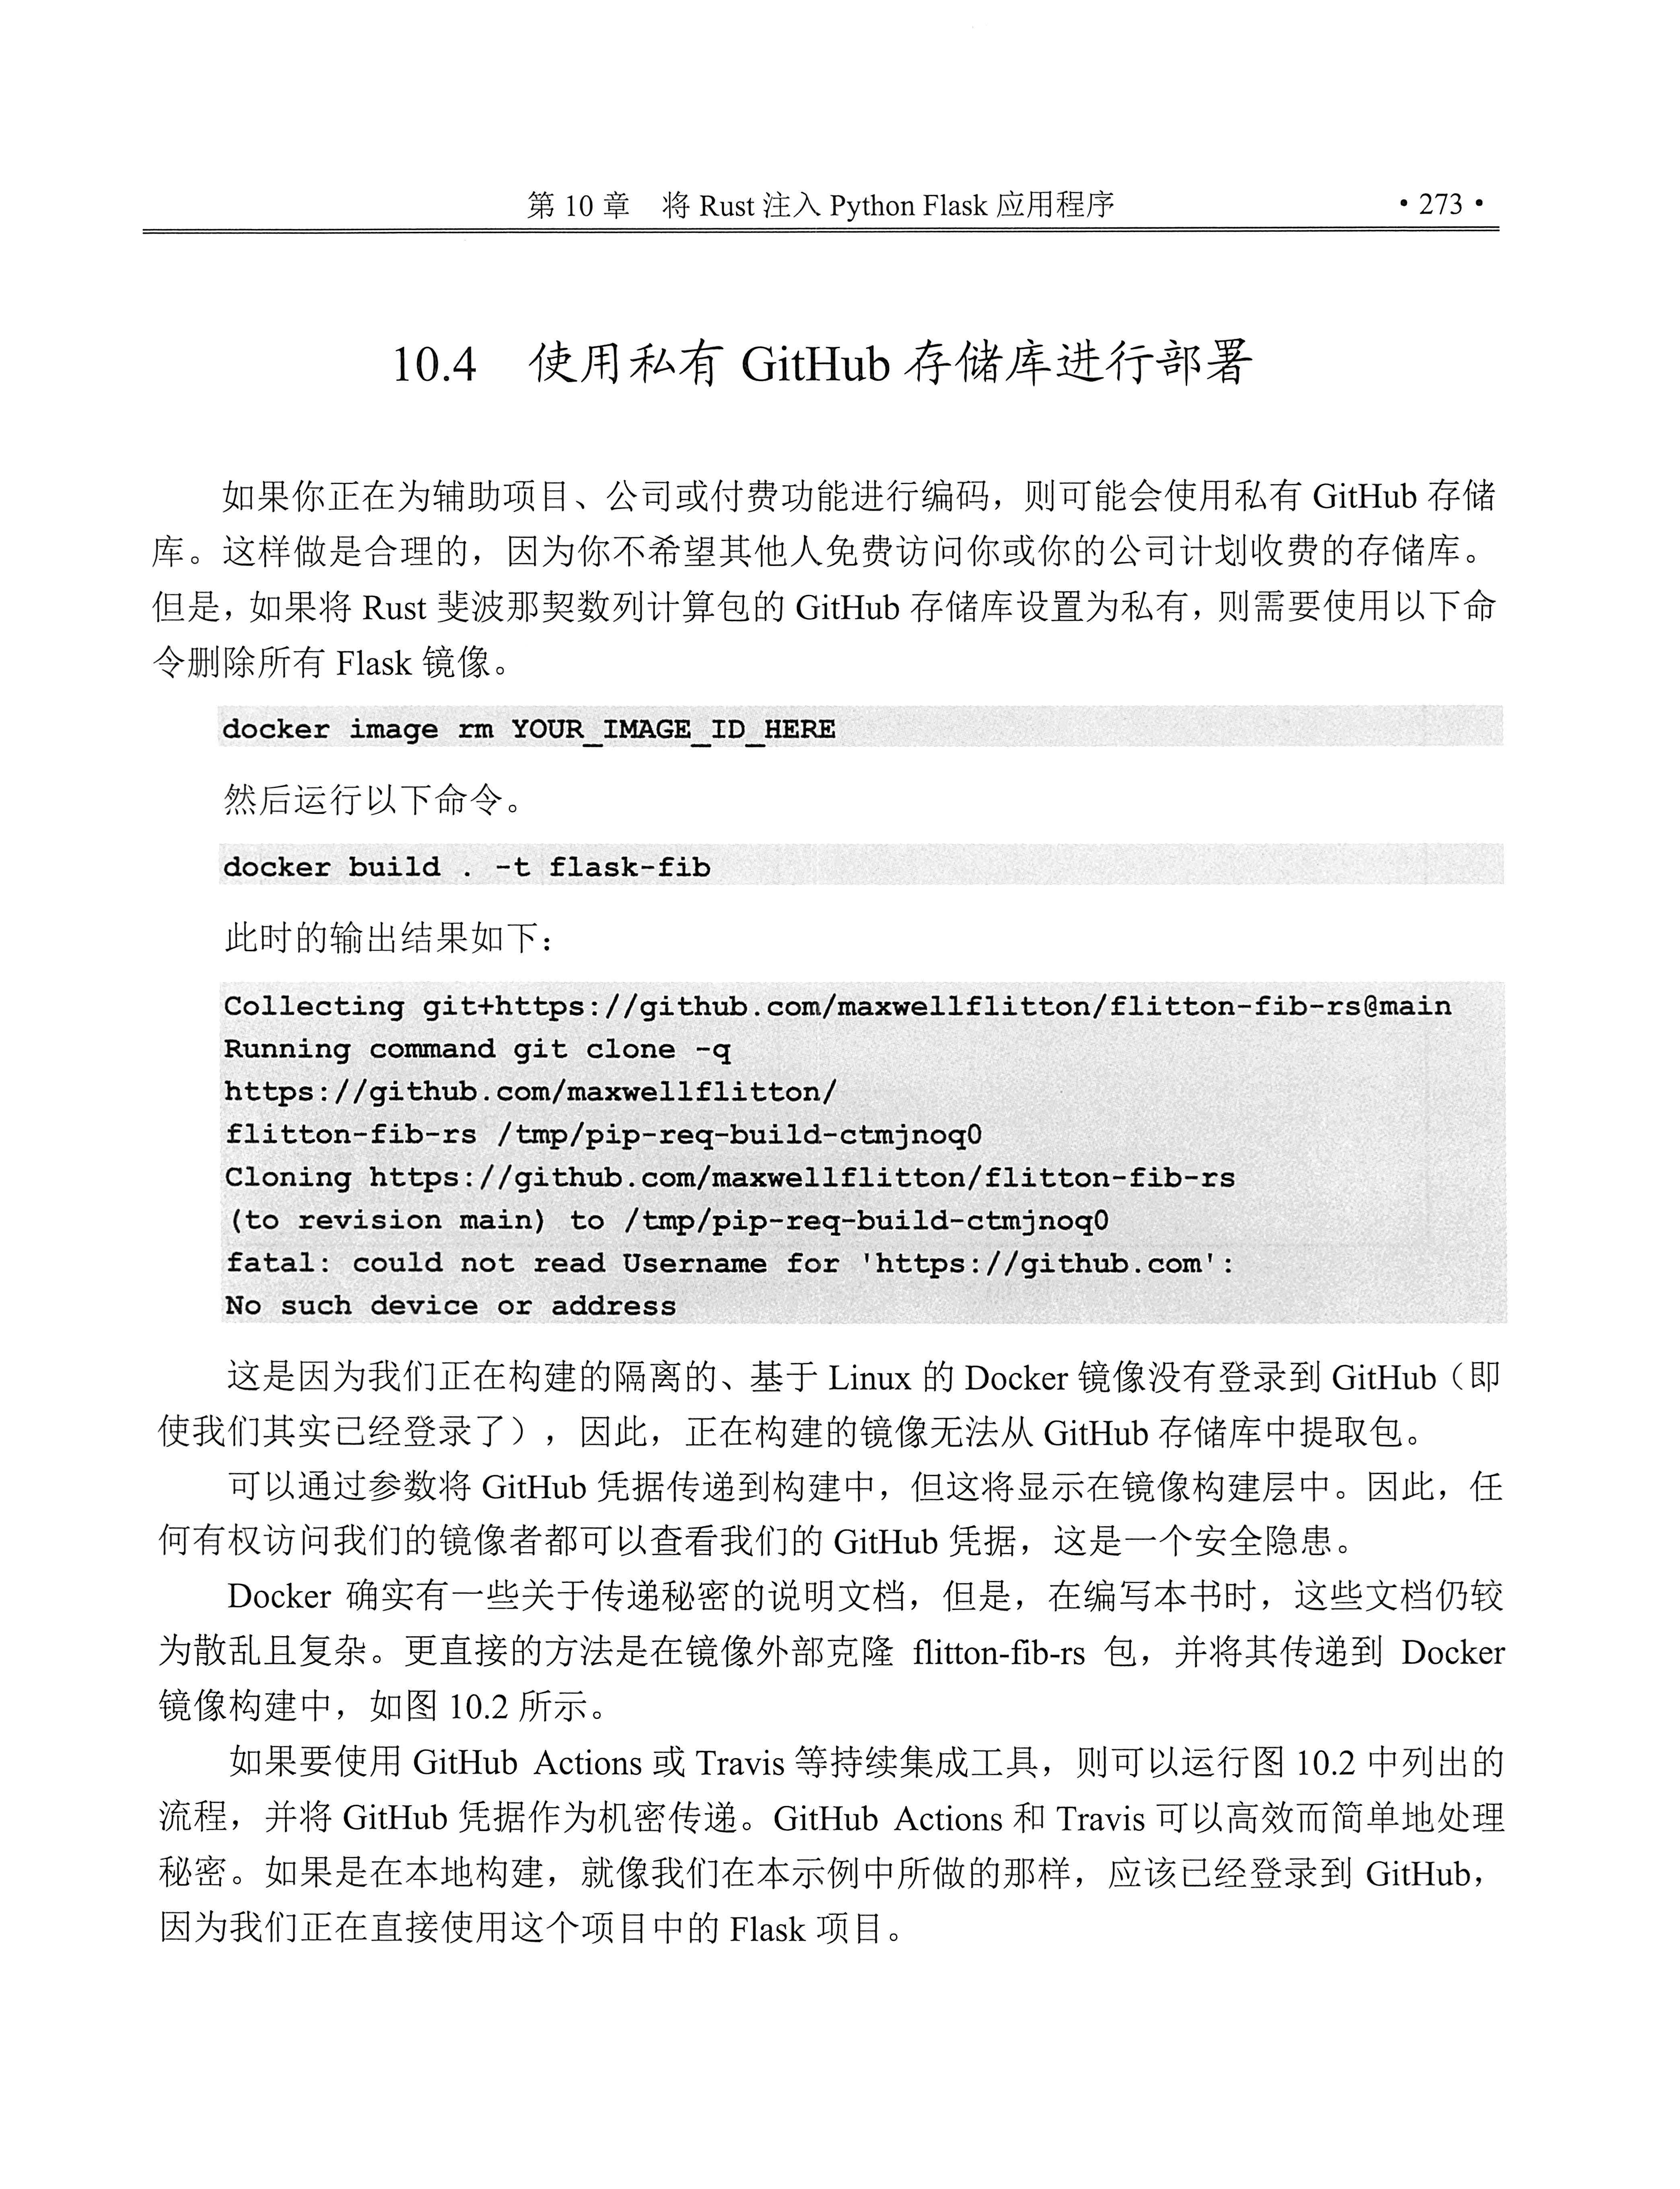 第 10 章　将 Rust 注入 Python Flask 应用程序　• 273 •
10.4　使用私有 GitHub 存储库进行部署
如果你正在为辅助项目、公司或付费功能进行编码，则可能会使用私有 GitHub 存储
库。这样做是合理的，因为你不希望其他人免费访问你或你的公司计划收费的存储库。
但是，如果将 Rust 斐波那契数列计算包的 GitHub 存储库设置为私有，则需要使用以下命
令删除所有 Flask 镜像。
docker image rm YOUR_IMAGE_ID_HERE
然后运行以下命令。
docker build . -t flask-fib
此时的输出结果如下：
Collecting git+https://github.com/maxwellflitton/flitton-fib-rs@main
Running command git clone -q
https://github.com/maxwellflitton/
flitton-fib-rs /tmp/pip-req-build-ctmjnoq0
Cloning https://github.com/maxwellflitton/flitton-fib-rs
(to revision main) to /tmp/pip-req-build-ctmjnoq0
fatal: could not read Username for 'https://github.com':
No such device or address
这是因为我们正在构建的隔离的、基于 Linux 的 Docker 镜像没有登录到 GitHub（即
使我们其实已经登录了），因此，正在构建的镜像无法从 GitHub 存储库中提取包。
可以通过参数将 GitHub 凭据传递到构建中，但这将显示在镜像构建层中。因此，任
何有权访问我们的镜像者都可以查看我们的 GitHub 凭据，这是一个安全隐患。
Docker 确实有一些关于传递秘密的说明文档，但是，在编写本书时，这些文档仍较
为散乱且复杂。更直接的方法是在镜像外部克隆 flitton-fib-rs 包，并将其传递到 Docker
镜像构建中，如图 10.2 所示。
如果要使用 GitHub Actions 或 Travis 等持续集成工具，则可以运行图 10.2 中列出的
流程，并将 GitHub 凭据作为机密传递。GitHub Actions 和 Travis 可以高效而简单地处理
秘密。如果是在本地构建，就像我们在本示例中所做的那样，应该已经登录到 GitHub，
因为我们正在直接使用这个项目中的 Flask 项目。